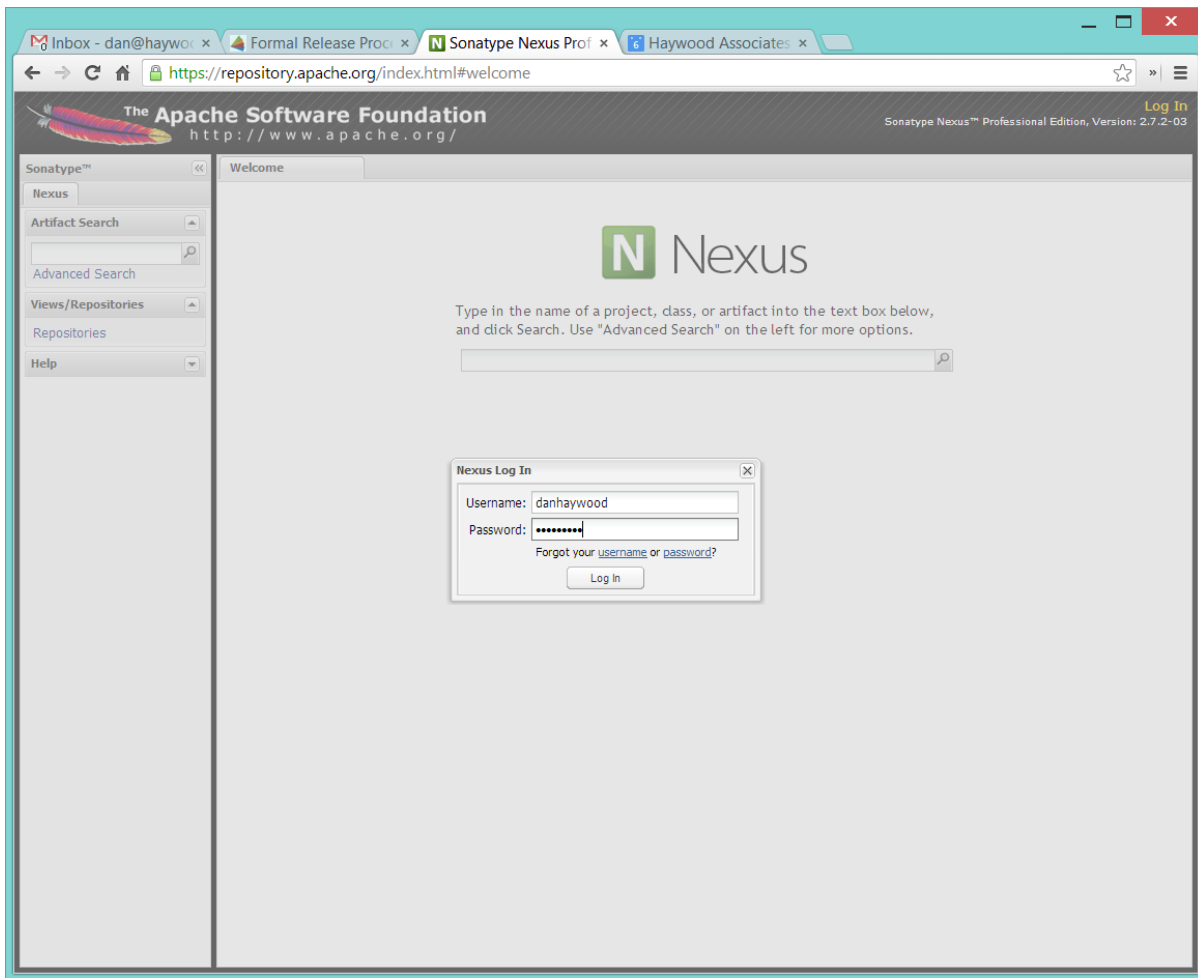 Inbox - dan@haywo
Formal Release Proc
Sonatype Nexus Prof
6
Haywood Associates
https://repository.apache.org/index.html#welcome
»
The Apache Software Foundation
http://www.apache.org/
Log In
Sonatype Nexus™ Professional Edition, Version: 2.7.2-03
Sonatype™
Welcome
Nexus
Artifact Search
Advanced Search
Views/Repositories
Repositories
Help
N Nexus
Type in the name of a project, class, or artifact into the text box below,
and click Search. Use "Advanced Search" on the left for more options.
Nexus Log In
Username: danhaywood
Password: •••••••••
Forgot your username or password?
Log In